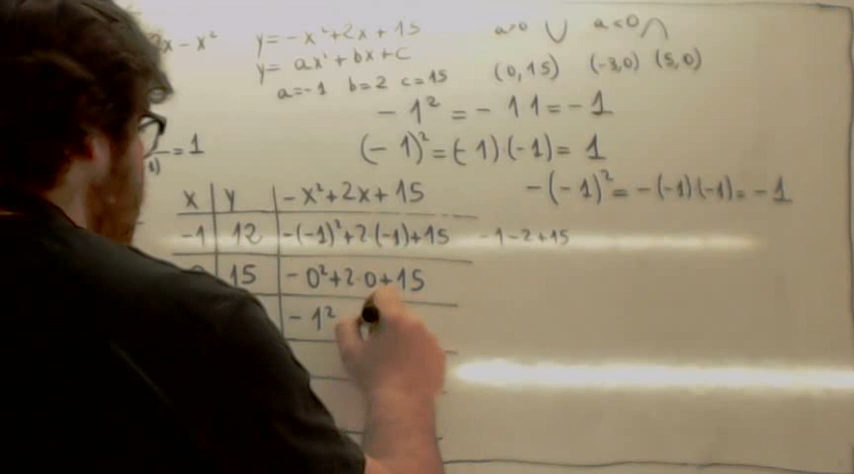 x - x² y = -x²+2x+15 a>0 ∪ a<0 ∩
y = ax²+bx+c (0,15) (-3,0) (5,0)
a=-1 b=2 c=15
-1² = -1 1 = -1
=1 (-1)² = (-1)(-1) = 1
-(-1)² = -(-1)(-1) = -1
x y -x²+2x+15
-1 12 -(-1)²+2(-1)+15 -1-2+15
15 -0²+2·0+15
-1²